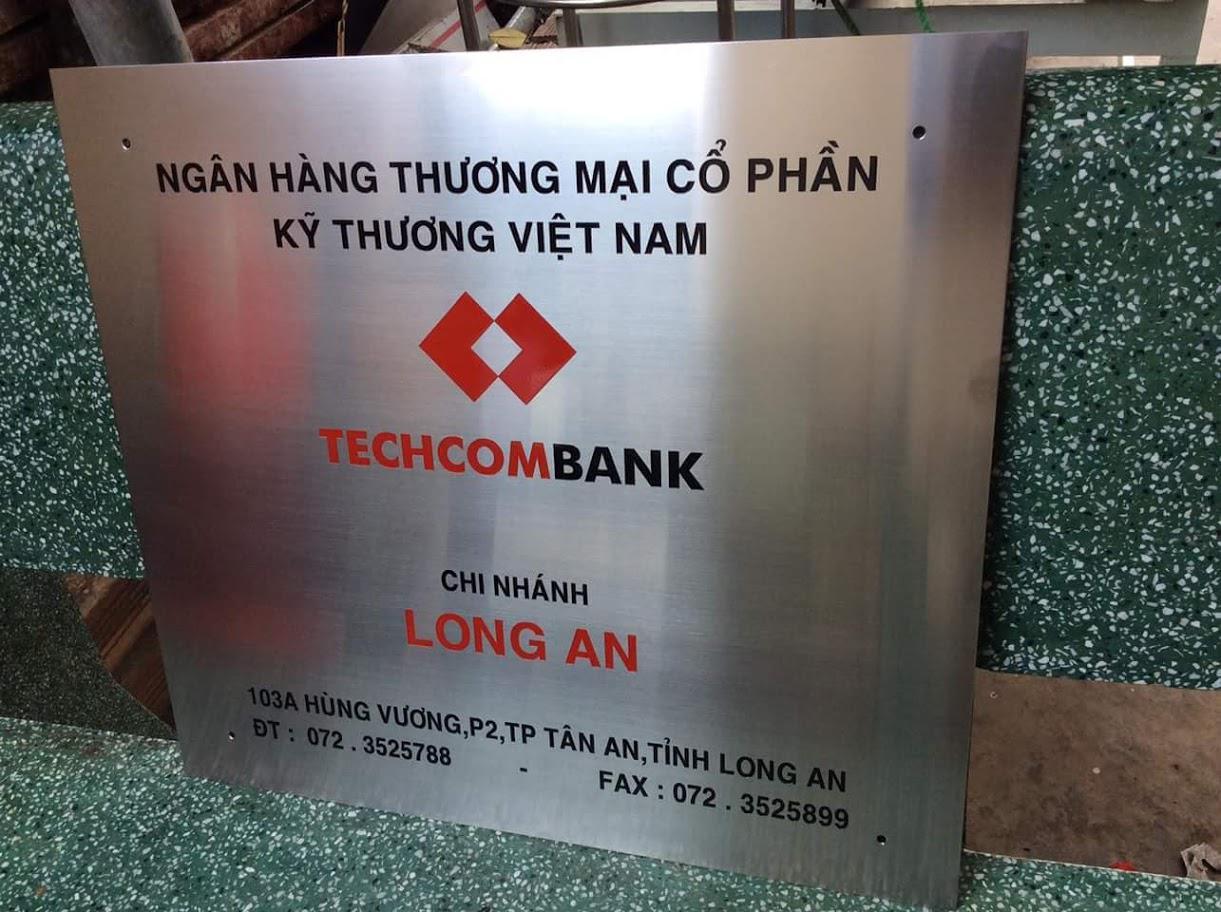 NGÂN HÀNG THƯƠNG MẠI CỔ PHẦN
KỸ THƯƠNG VIỆT NAM
TECHCOMBANK
CHI NHÁNH
LONG AN
103A HÙNG VƯƠNG,P2,TP TÂN AN,TỈNH LONG AN
ĐT : 072 . 3525788 - FAX : 072 . 3525899